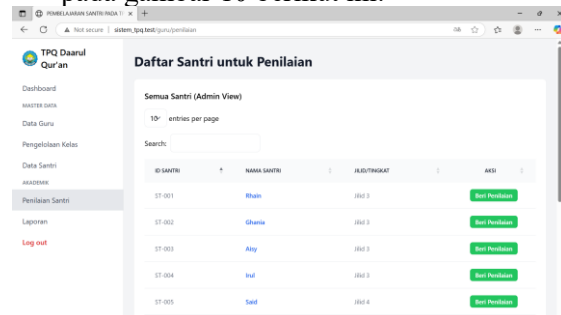 pada gambar 10 berikut ini:
PEMBELAJARAN SANTRI PADA T
Not secure | sistem_tpq.test/guru/penilaian
TPQ Daarul
Qur'an
Dashboard
MASTER DATA
Data Guru
Pengelolaan Kelas
Data Santri
AKADEMIK
Penilaian Santri
Laporan
Log out
Daftar Santri untuk Penilaian
Semua Santri (Admin View)
10 entries per page
Search:
ID SANTRI NAMA SANTRI JILID/TINGKAT AKSI
ST-001 Rhain Jilid 3 Beri Penilaian
ST-002 Ghania Jilid 3 Beri Penilaian
ST-003 Aisy Jilid 3 Beri Penilaian
ST-004 Irul Jilid 3 Beri Penilaian
ST-005 Said Jilid 4 Beri Penilaian